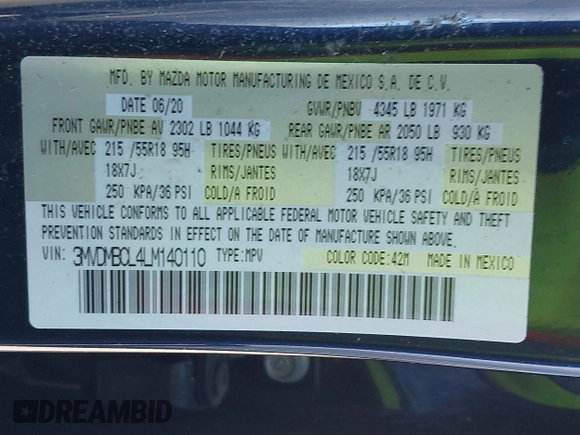 MFD. BY MAZDA MOTOR MANUFACTURING DE MEXICO S.A. DE C.V.
DATE 06/20 GVWR/PNBV 4345 LB 1971 KG
FRONT GAWR/PNBE AV 2302 LB 1044 KG REAR GAWR/PNBE AR 2050 LB 930 KG
WITH/AVEC 215 /55R18 95H TIRES/PNEUS WITH/AVEC 215 /55R18 95H TIRES/PNEUS
18X7J RIMS/JANTES 18X7J RIMS/JANTES
250 KPA/36 PSI COLD/A FROID 250 KPA/36 PSI COLD/A FROID
THIS VEHICLE CONFORMS TO ALL APPLICABLE FEDERAL MOTOR VEHICLE SAFETY AND THEFT
PREVENTION STANDARDS IN EFFECT ON THE DATE OF MANUFACTURE SHOWN ABOVE.
VIN: 3MVDMBCL4LM140110 TYPE:MPV COLOR CODE:42M MADE IN MEXICO
DREAMBID